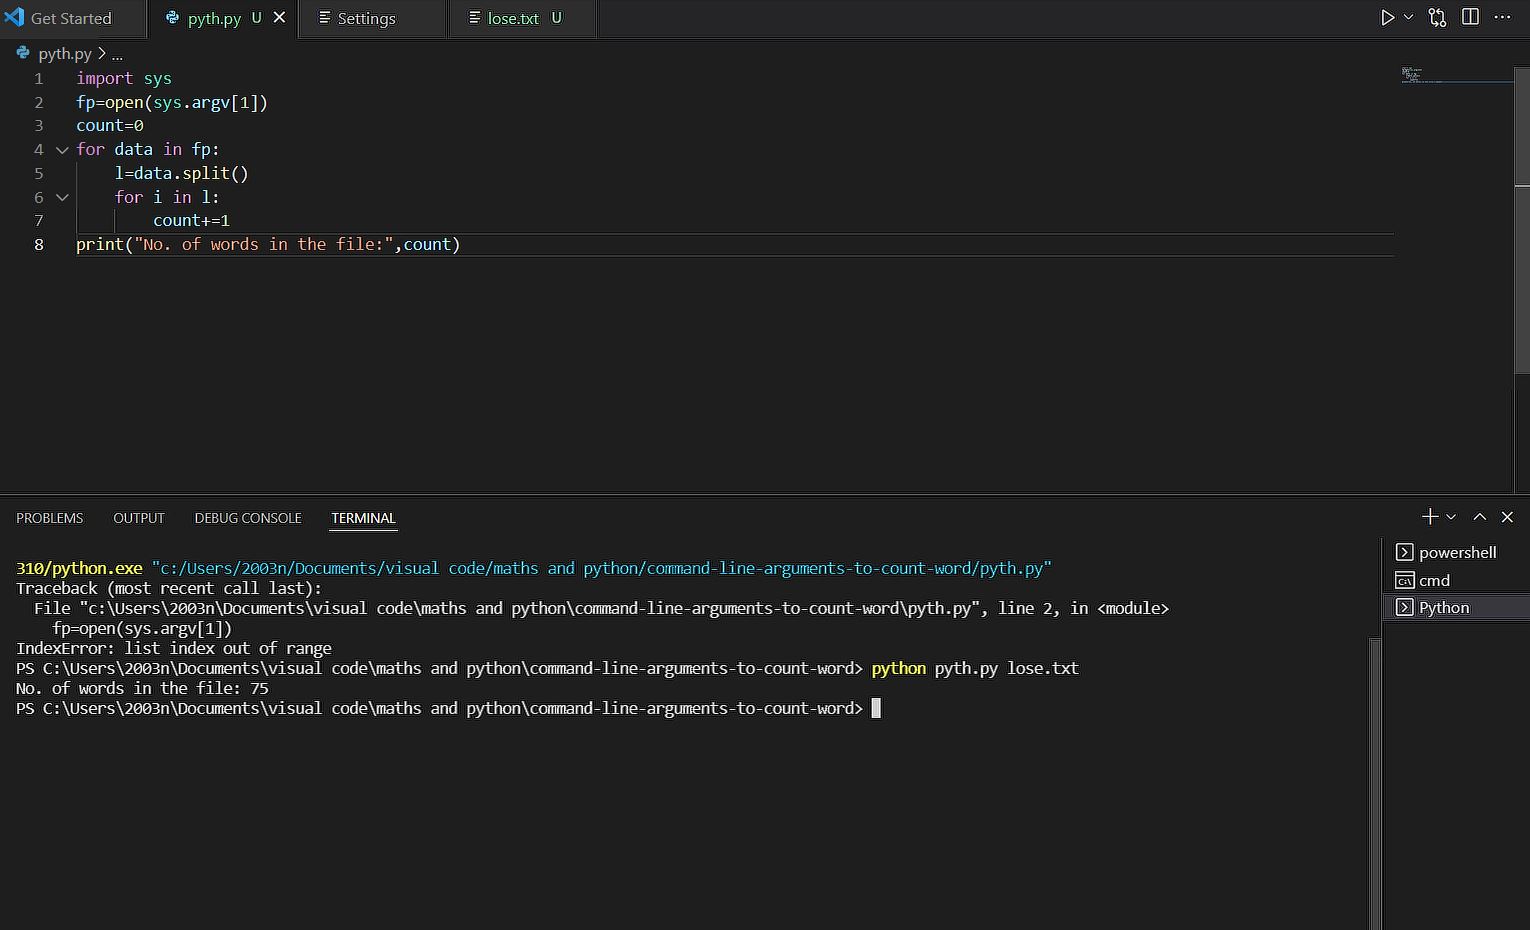 Get Started pyth.py U Settings lose.txt U
pyth.py > ...
1 import sys
2 fp=open(sys.argv[1])
3 count=0
4 for data in fp:
5 l=data.split()
6 for i in l:
7 count+=1
8 print("No. of words in the file:",count)
PROBLEMS OUTPUT DEBUG CONSOLE TERMINAL
310/python.exe "c:/Users/2003n/Documents/visual code/maths and python/command-line-arguments-to-count-word/pyth.py"
Traceback (most recent call last):
File "c:\Users\2003n\Documents\visual code\maths and python\command-line-arguments-to-count-word\pyth.py", line 2, in <module>
fp=open(sys.argv[1])
IndexError: list index out of range
PS C:\Users\2003n\Documents\visual code\maths and python\command-line-arguments-to-count-word> python pyth.py lose.txt
No. of words in the file: 75
PS C:\Users\2003n\Documents\visual code\maths and python\command-line-arguments-to-count-word>
powershell
cmd
Python